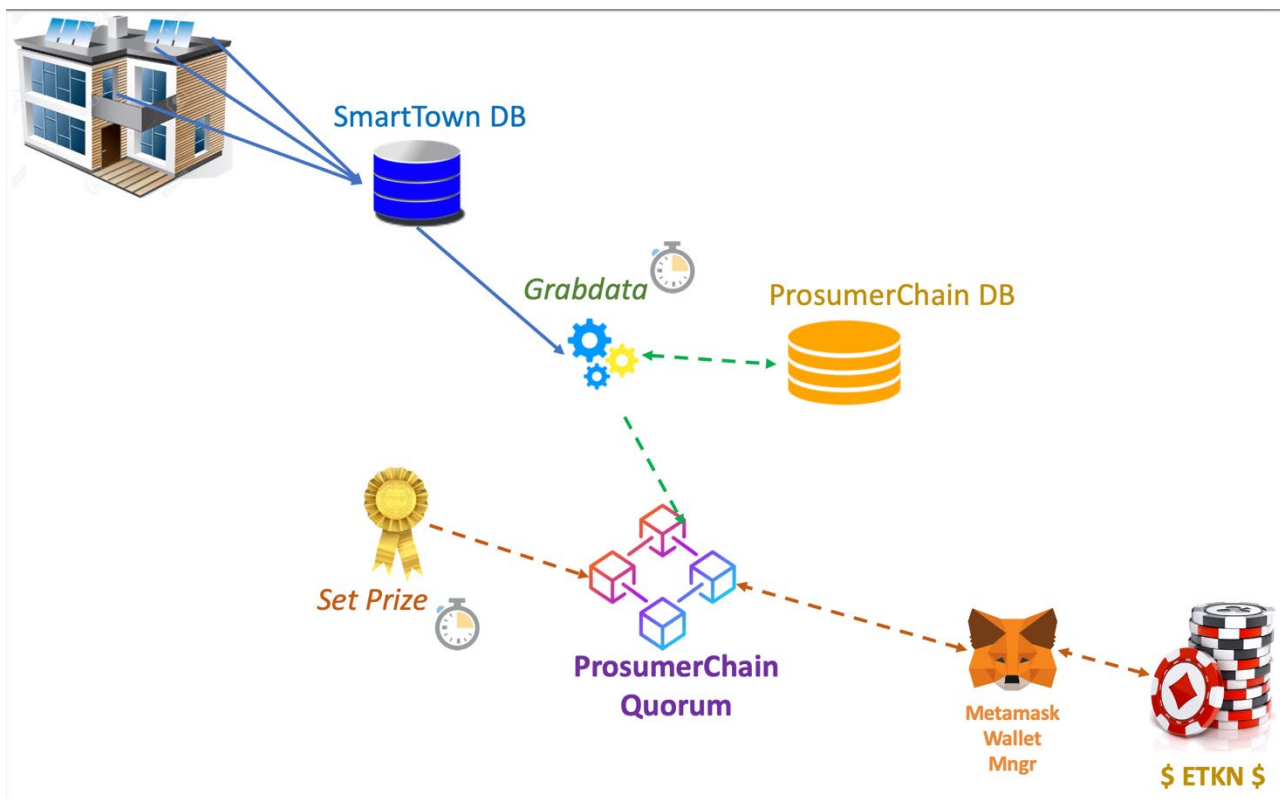 SmartTown DB
Grabdata
ProsumerChain DB
Set Prize
ProsumerChain
Quorum
Metamask
Wallet
Mngr
$ ETKN $